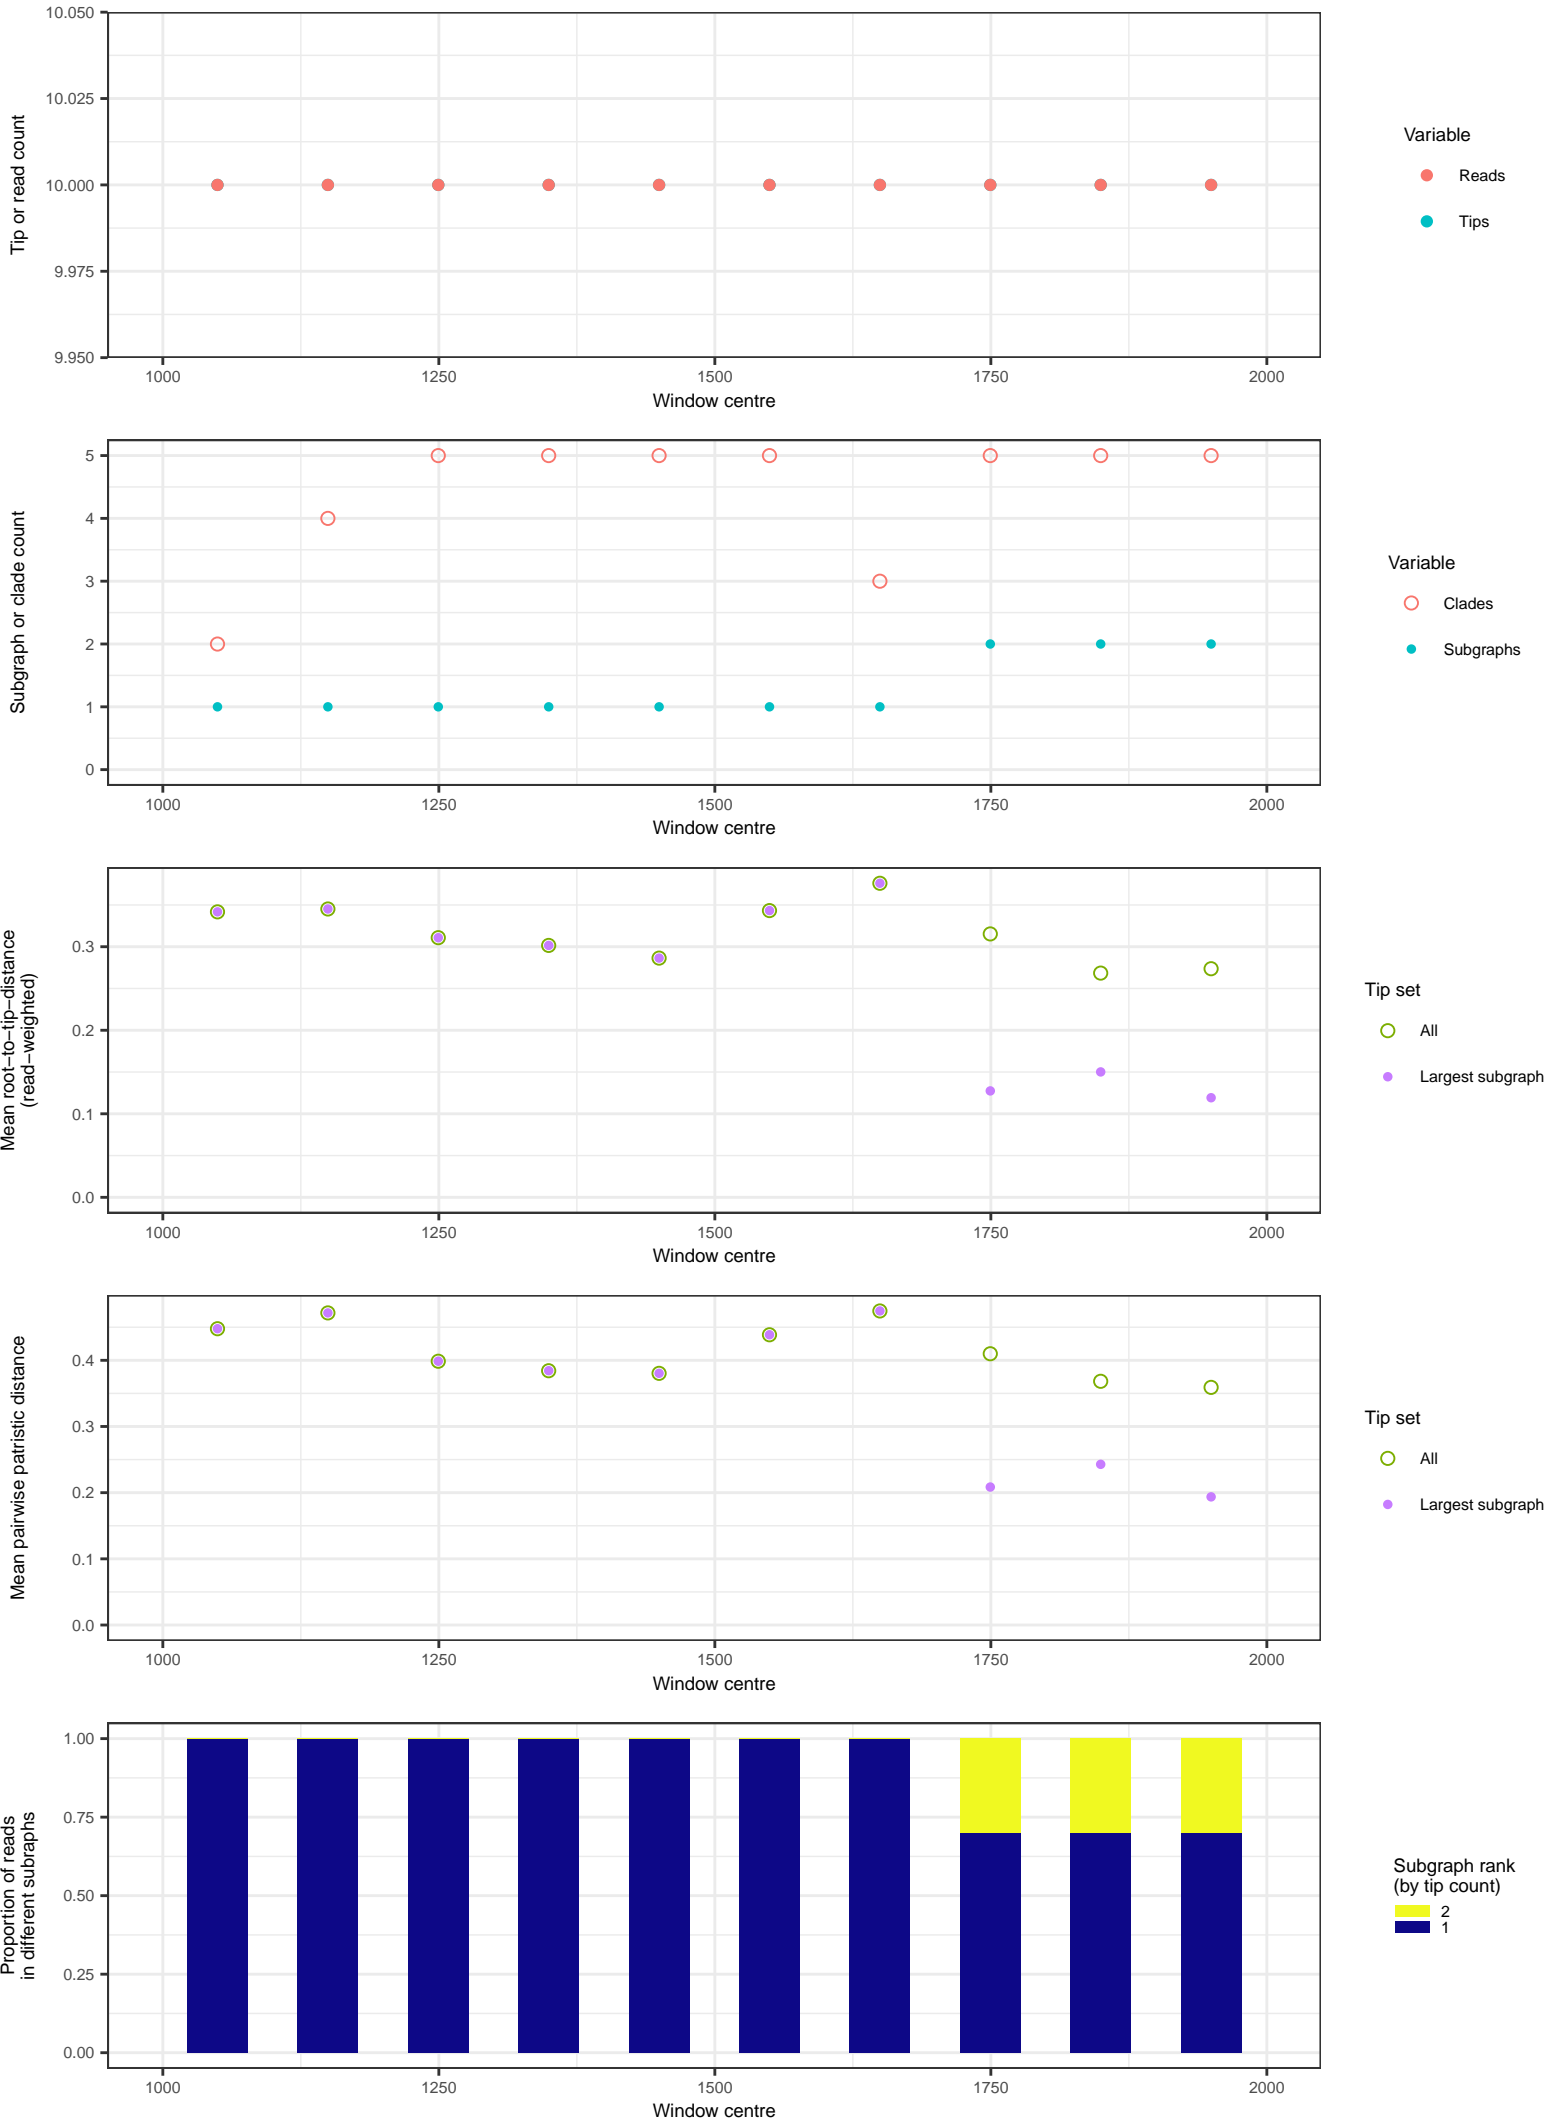 10.050
10.025
10.000
9.975
9.950
Tip or read count
1000 1250 1500 1750 2000
Window centre
Variable
Reads
Tips
5
4
3
2
1
0
Subgraph or clade count
1000 1250 1500 1750 2000
Window centre
Variable
Clades
Subgraphs
0.3
0.2
0.1
0.0
Mean root−to−tip−distance
(read−weighted)
1000 1250 1500 1750 2000
Window centre
Tip set
All
Largest subgraph
0.4
0.3
0.2
0.1
0.0
Mean pairwise patristic distance
1000 1250 1500 1750 2000
Window centre
Tip set
All
Largest subgraph
1.00
0.75
0.50
0.25
0.00
Proportion of reads
in different subraphs
1000 1250 1500 1750 2000
Window centre
Subgraph rank
(by tip count)
2
1